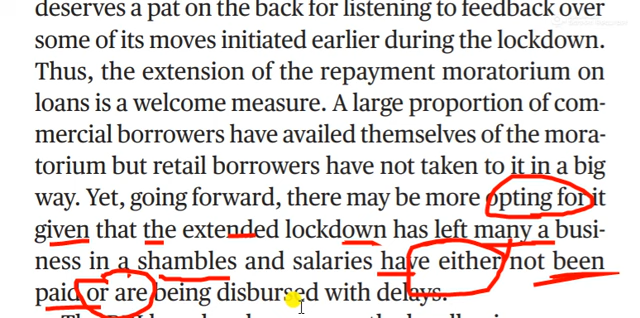 deserves a pat on the back for listening to feedback over
some of its moves initiated earlier during the lockdown.
Thus, the extension of the repayment moratorium on
loans is a welcome measure. A large proportion of com-
mercial borrowers have availed themselves of the mora-
torium but retail borrowers have not taken to it in a big
way. Yet, going forward, there may be more opting for it
given that the extended lockdown has left many a busi-
ness in a shambles and salaries have either not been
paid or are being disbursed with delays.